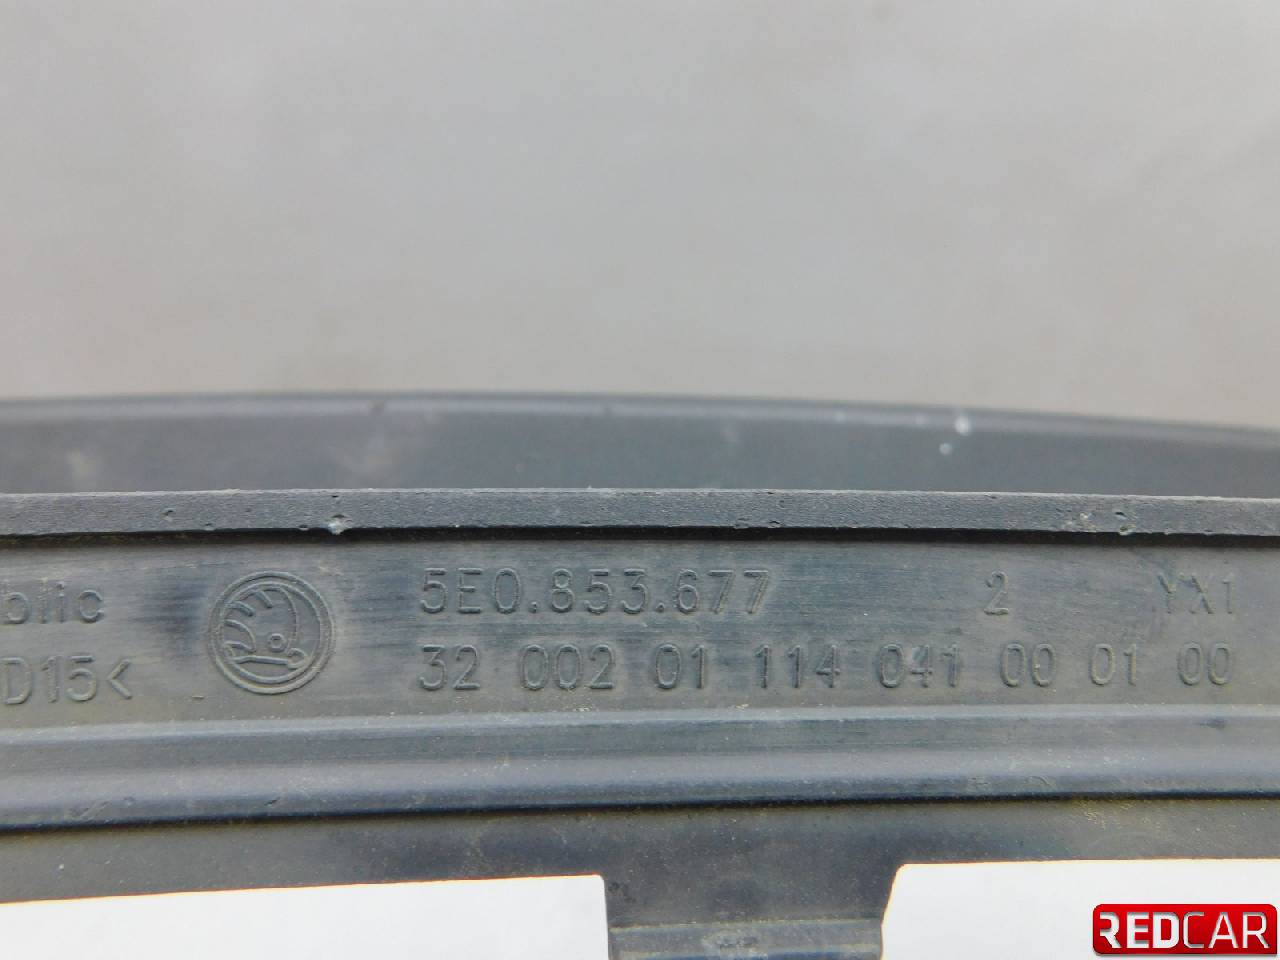 blic 5E0.853.677 2 YX1
D15< 32 002 01 114 041 00 01 00
REDCAR